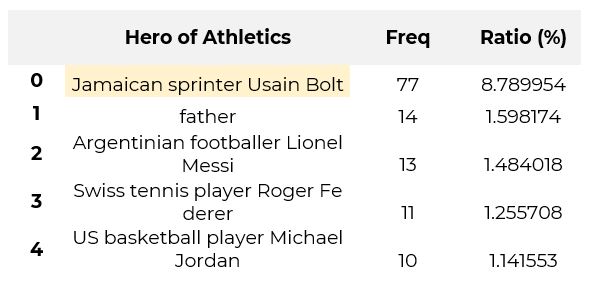 Hero of Athletics Freq Ratio (%)
0 Jamaican sprinter Usain Bolt 77 8.789954
1 father 14 1.598174
2 Argentinian footballer Lionel
Messi 13 1.484018
3 Swiss tennis player Roger Fe
derer 11 1.255708
4 US basketball player Michael
Jordan 10 1.141553